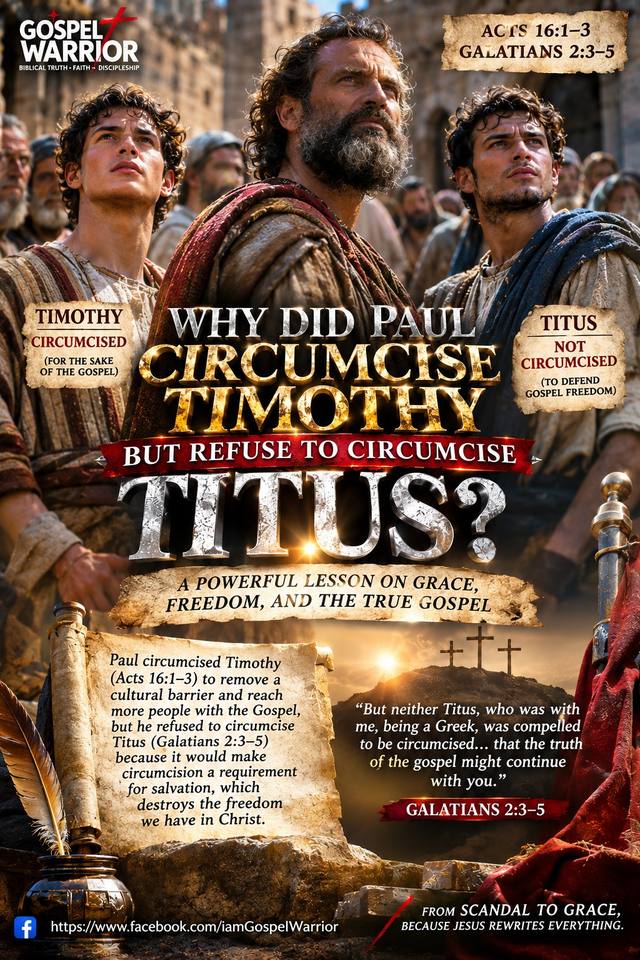 GOSPEL
WARRIOR
BIBLICAL TRUTH • FAITH • DISCIPLESHIP
ACTS 16:1–3
GALATIANS 2:3–5
TIMOTHY
CIRCUMCISED
(FOR THE SAKE
OF THE GOSPEL)
TITUS
NOT
CIRCUMCISED
(TO DEFEND
GOSPEL FREEDOM)
WHY DID PAUL
CIRCUMCISE
TIMOTHY
BUT REFUSE TO CIRCUMCISE
TITUS?
A POWERFUL LESSON ON GRACE,
FREEDOM, AND THE TRUE GOSPEL
Paul circumcised Timothy
(Acts 16:1–3) to remove a
cultural barrier and reach
more people with the Gospel,
but he refused to circumcise
Titus (Galatians 2:3–5)
because it would make
circumcision a requirement
for salvation, which
destroys the freedom
we have in Christ.
“But neither Titus, who was with
me, being a Greek, was compelled
to be circumcised... that the truth
of the gospel might continue
with you.”
GALATIANS 2:3–5
f https://www.facebook.com/iamGospelWarrior
FROM SCANDAL TO GRACE,
BECAUSE JESUS REWRITES EVERYTHING.